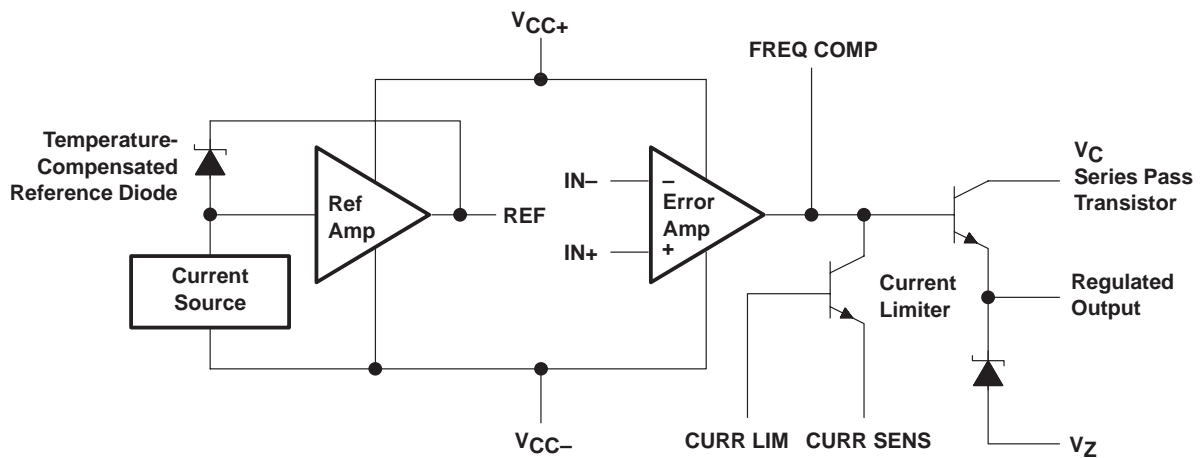 VCC+
FREQ COMP
Temperature-
Compensated
Reference Diode
VC
Series Pass
Transistor
IN–
–
Ref
Amp
REF
Error
Amp
+
IN+
Current
Source
Current
Limiter
Regulated
Output
VCC–
CURR LIM
CURR SENS
VZ